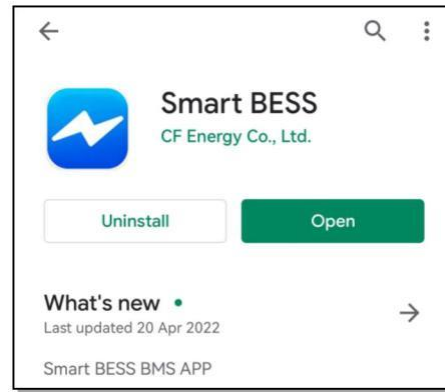 Smart BESS
CF Energy Co., Ltd.
Uninstall
Open
What's new
Last updated 20 Apr 2022
Smart BESS BMS APP